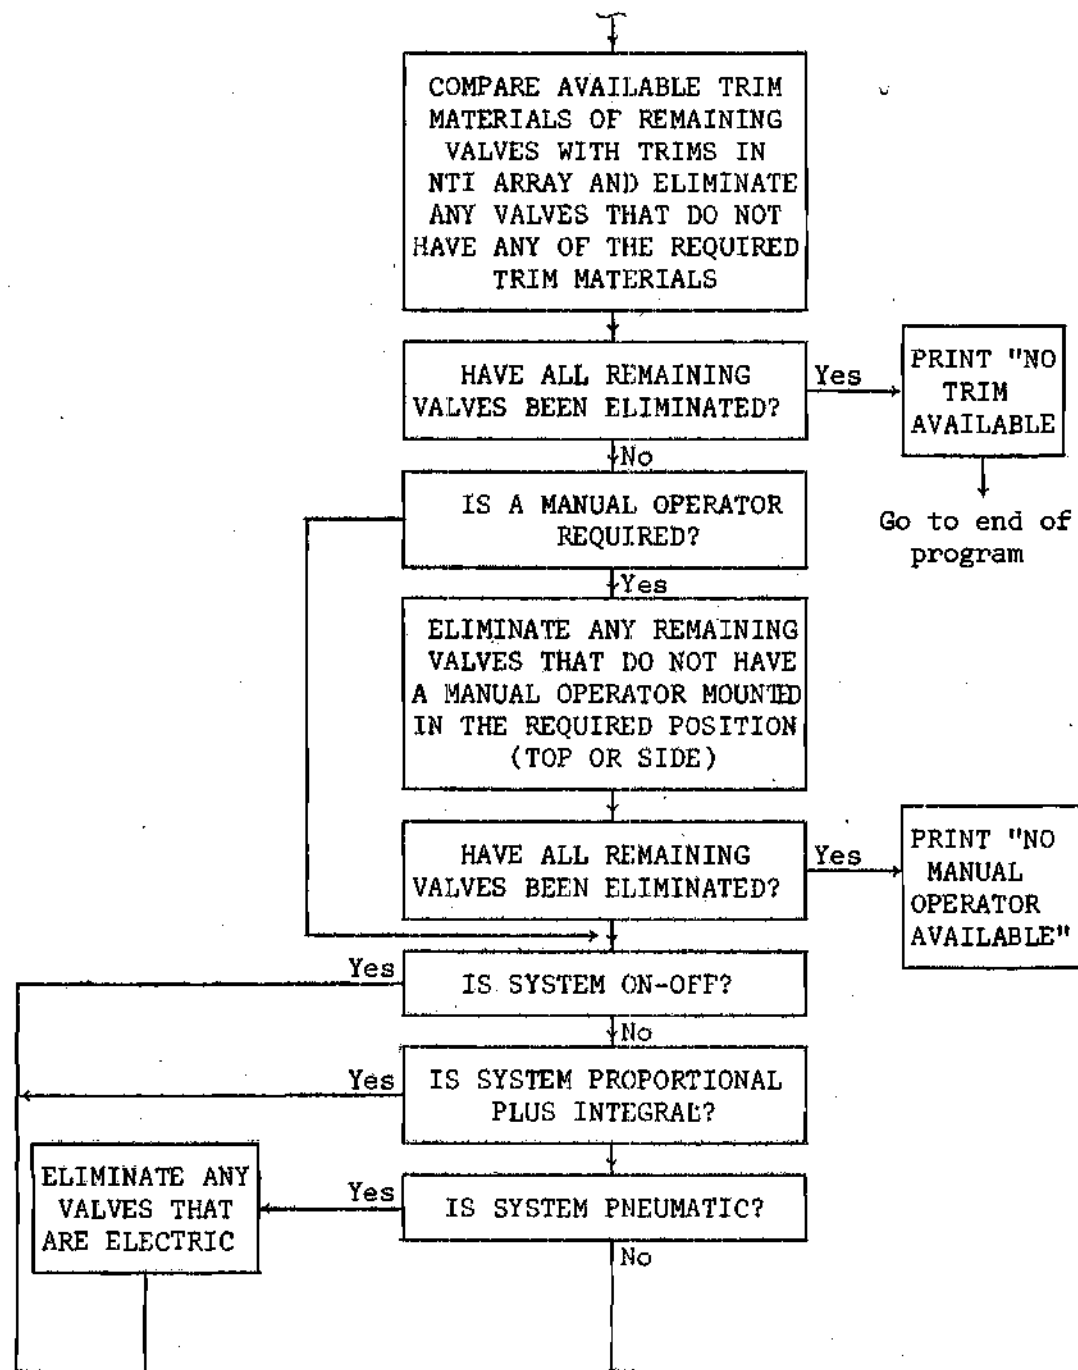 COMPARE AVAILABLE TRIM
MATERIALS OF REMAINING
VALVES WITH TRIMS IN
NTI ARRAY AND ELIMINATE
ANY VALVES THAT DO NOT
HAVE ANY OF THE REQUIRED
TRIM MATERIALS
HAVE ALL REMAINING
VALVES BEEN ELIMINATED?
Yes
PRINT "NO
TRIM
AVAILABLE
No
Go to end of
program
IS A MANUAL OPERATOR
REQUIRED?
Yes
ELIMINATE ANY REMAINING
VALVES THAT DO NOT HAVE
A MANUAL OPERATOR MOUNTED
IN THE REQUIRED POSITION
(TOP OR SIDE)
HAVE ALL REMAINING
VALVES BEEN ELIMINATED?
Yes
PRINT "NO
MANUAL
OPERATOR
AVAILABLE"
Yes
IS SYSTEM ON-OFF?
No
Yes
IS SYSTEM PROPORTIONAL
PLUS INTEGRAL?
ELIMINATE ANY
VALVES THAT
ARE ELECTRIC
Yes
IS SYSTEM PNEUMATIC?
No